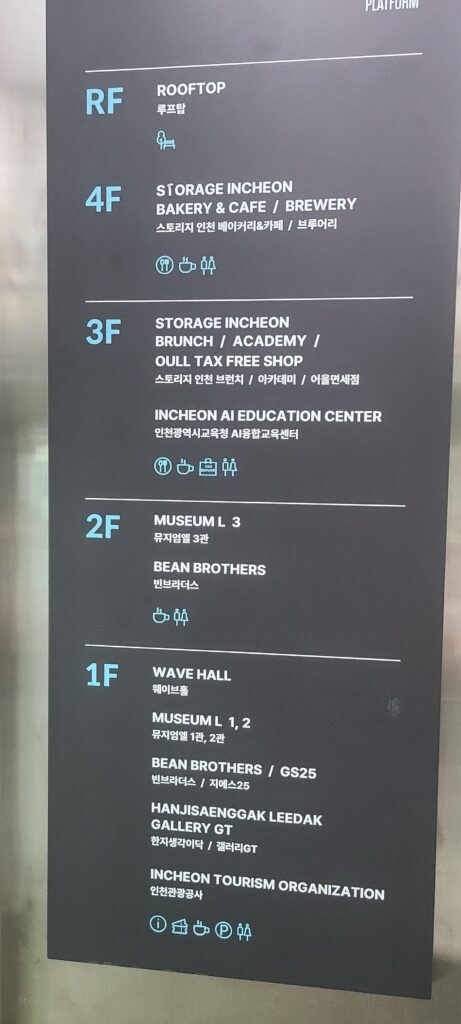 PLATFORM
RF
ROOFTOP
루프탑
4F
STORAGE INCHEON
BAKERY & CAFE / BREWERY
스토리지 인천 베이커리&카페 / 브루어리
3F
STORAGE INCHEON
BRUNCH / ACADEMY /
OULL TAX FREE SHOP
스토리지 인천 브런치 / 아카데미 / 어울면세점
INCHEON AI EDUCATION CENTER
인천광역시교육청 AI융합교육센터
2F
MUSEUM L 3
뮤지엄엘 3관
BEAN BROTHERS
빈브라더스
1F
WAVE HALL
웨이브홀
MUSEUM L 1, 2
뮤지엄엘 1관, 2관
BEAN BROTHERS / GS25
빈브라더스 / 지에스25
HANJISAENGGAK LEEDAK
GALLERY GT
한지생각이닥 / 갤러리GT
INCHEON TOURISM ORGANIZATION
인천관광공사
i
P